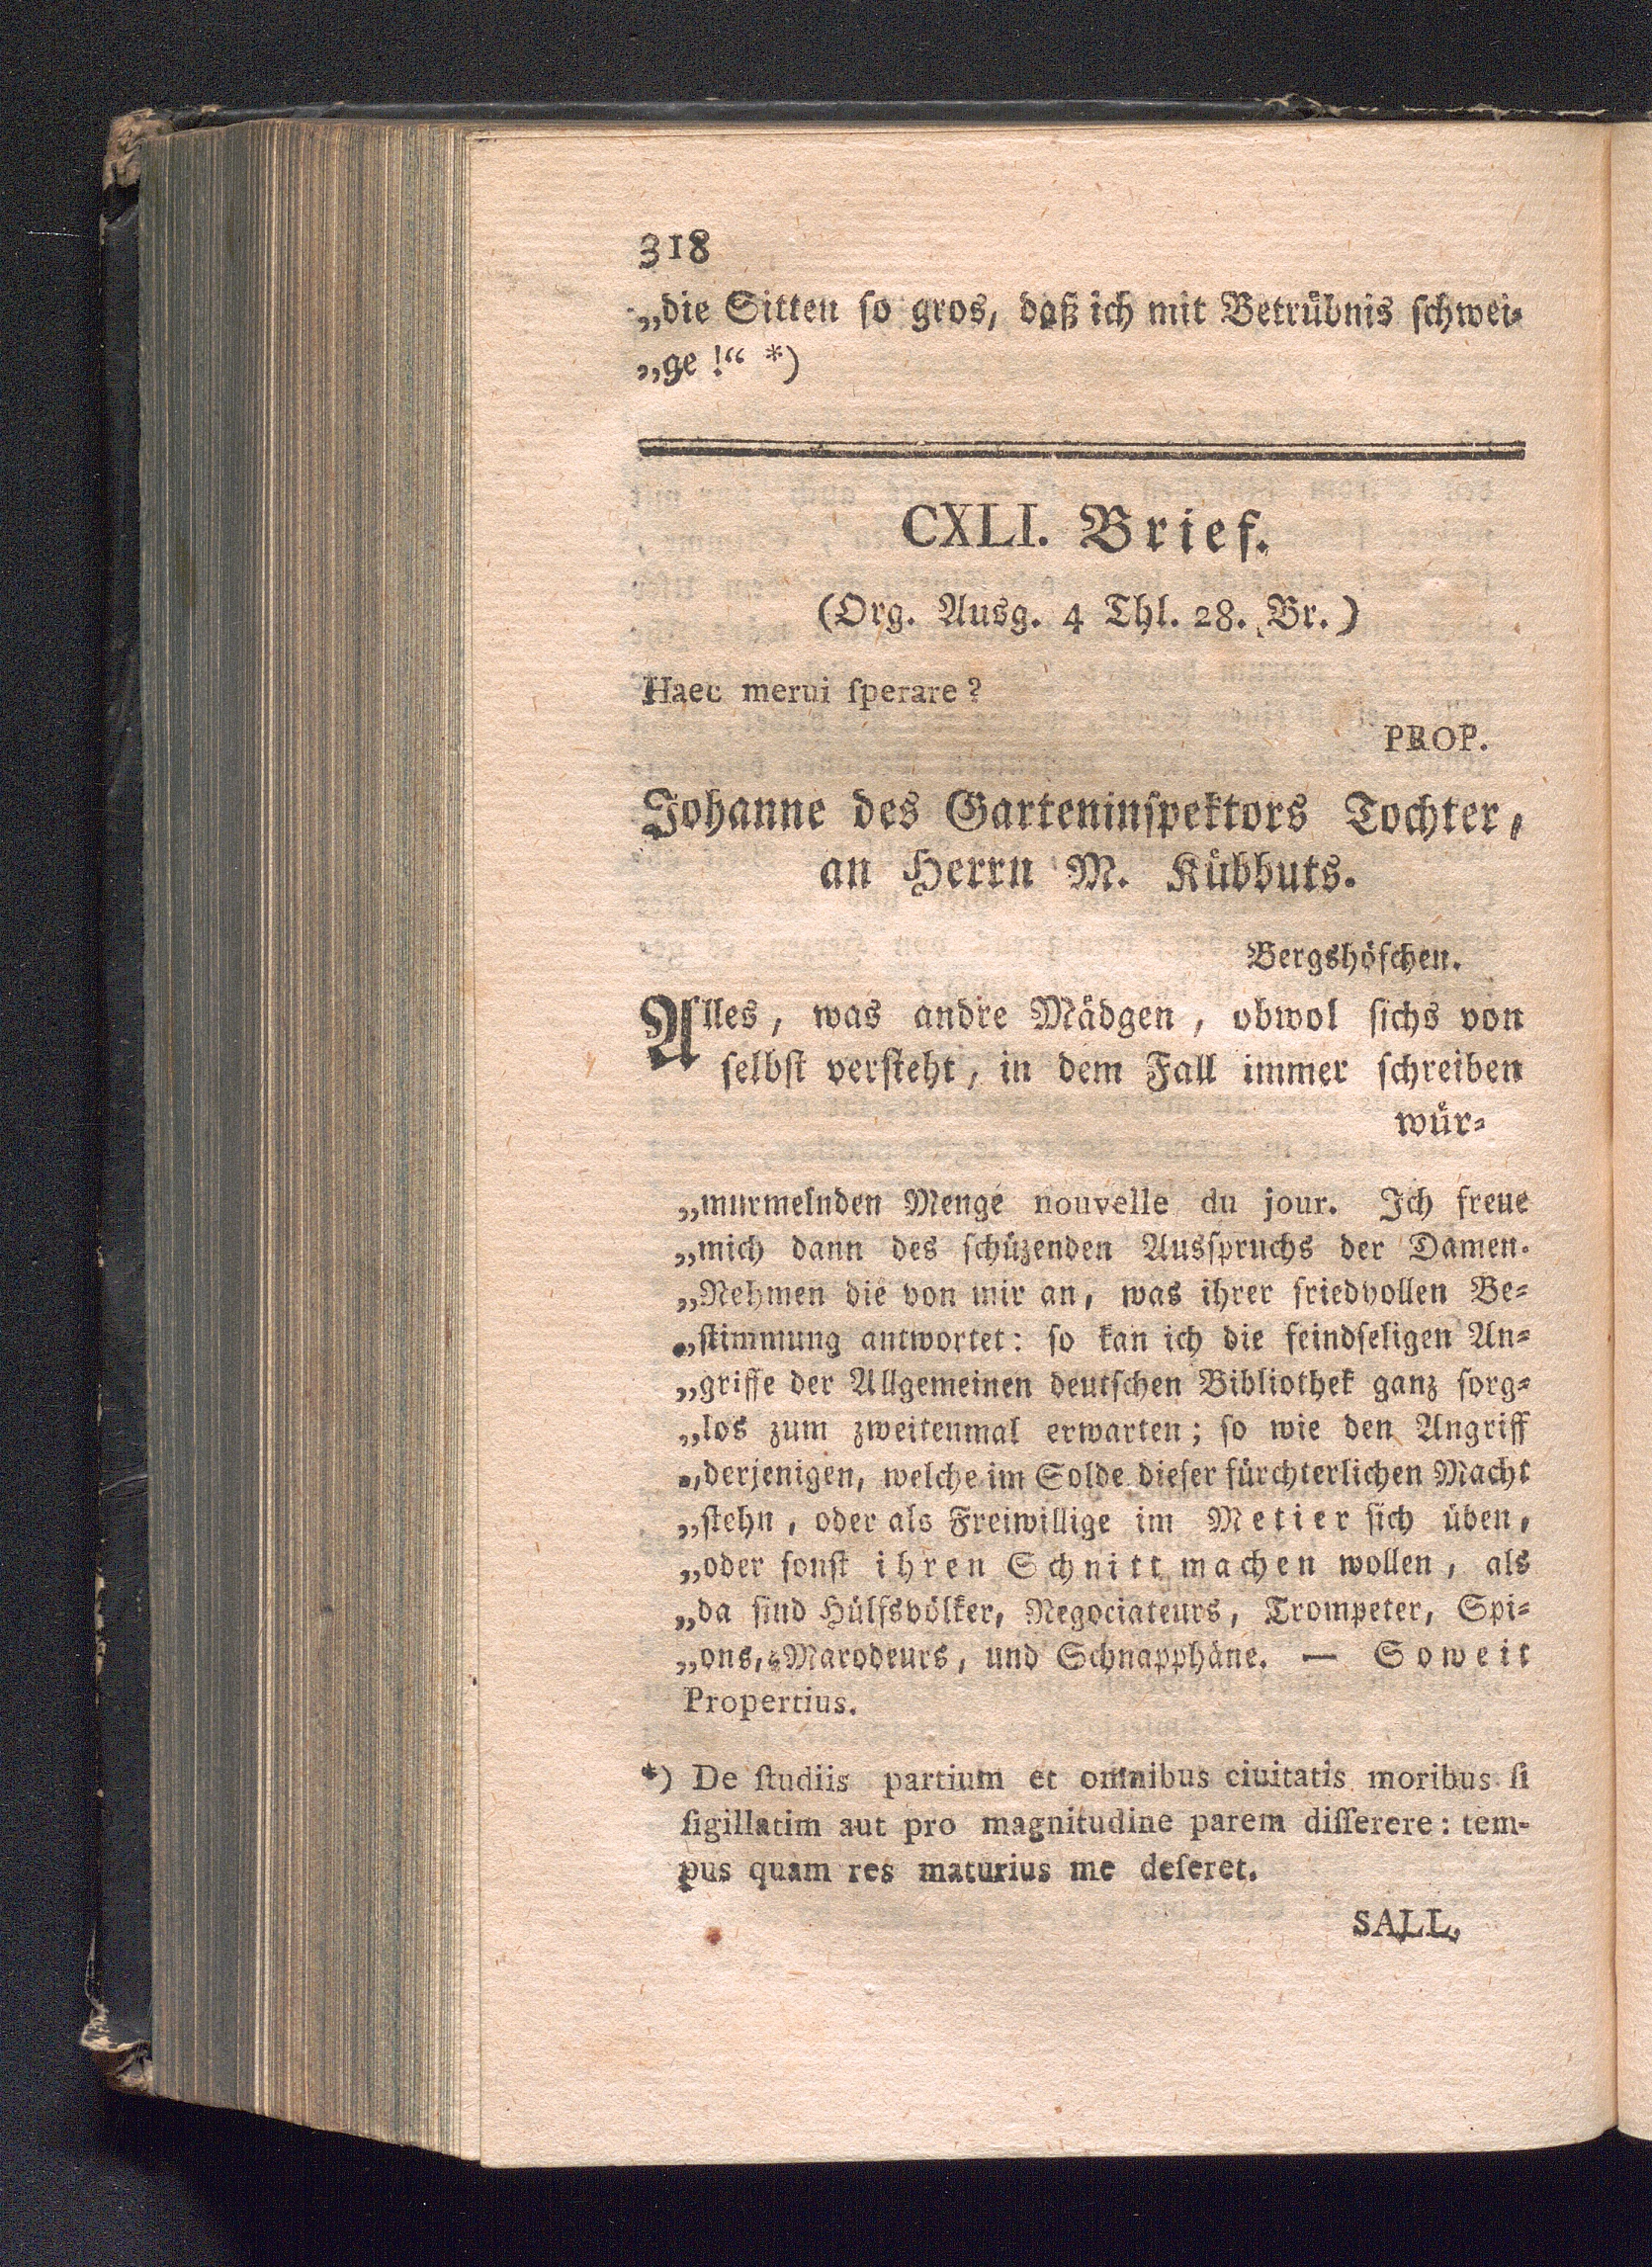 318
„die Sitten ſo gros, daß ich mit Betrübnis ſchwei-
„ge!“ *)
CXLI. Brief.
(Org. Ausg. 4 Thl. 28. Br.)
Haec merui ſperare?
PROP.
Johanne des Garteninſpektors Tochter,
an Herrn M. Kübbuts.
Bergshöfchen.
Alles, was andre Mädgen, obwol ſichs von
ſelbſt verſteht, in dem Fall immer ſchreiben
wür-
„murmelnden Menge nouvelle du jour. Ich freue
„mich dann des ſchüzenden Ausſpruchs der Damen.
„Nehmen die von mir an, was ihrer friedvollen Be-
„ſtimmung antwortet: ſo kan ich die feindſeligen An-
„griffe der Allgemeinen deutſchen Bibliothek ganz ſorg-
„los zum zweitenmal erwarten; ſo wie den Angriff
„derjenigen, welche im Solde dieſer fürchterlichen Macht
„ſtehn, oder als Freiwillige im Metier ſich üben,
„oder ſonſt ihren Schnitt machen wollen, als
„da ſind Hülfsvölker, Negociateurs, Trompeter, Spi-
„ons, Marodeurs, und Schnapphäne. — Soweit
Propertius.
*) De ſtudiis partium et omnibus ciuitatis moribus ſi
ſigillatim aut pro magnitudine parem diſſerere: tem-
pus quam res maturius me deſeret.
SALL.